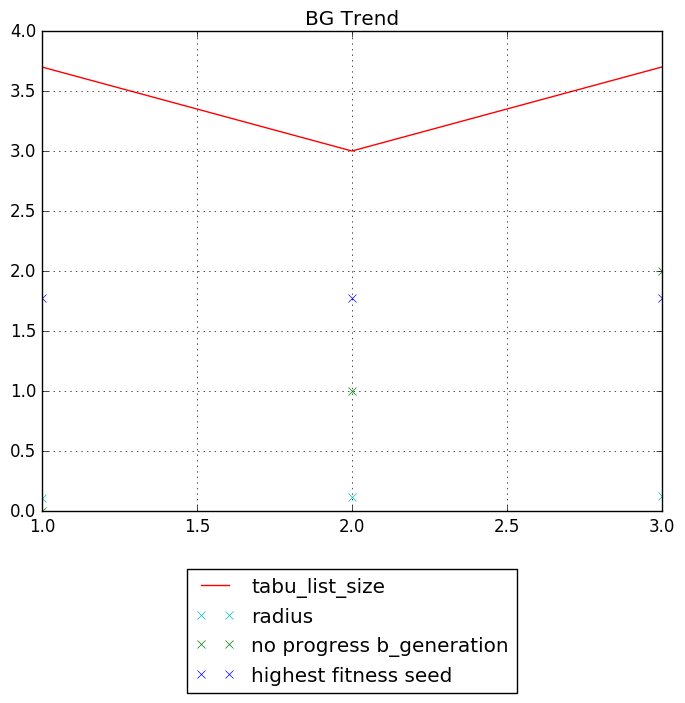 BG Trend
4.0
3.5
3.0
2.5
2.0
1.5
1.0
0.5
0.0
1.0 1.5 2.0 2.5 3.0
tabu_list_size
radius
no progress b_generation
highest fitness seed